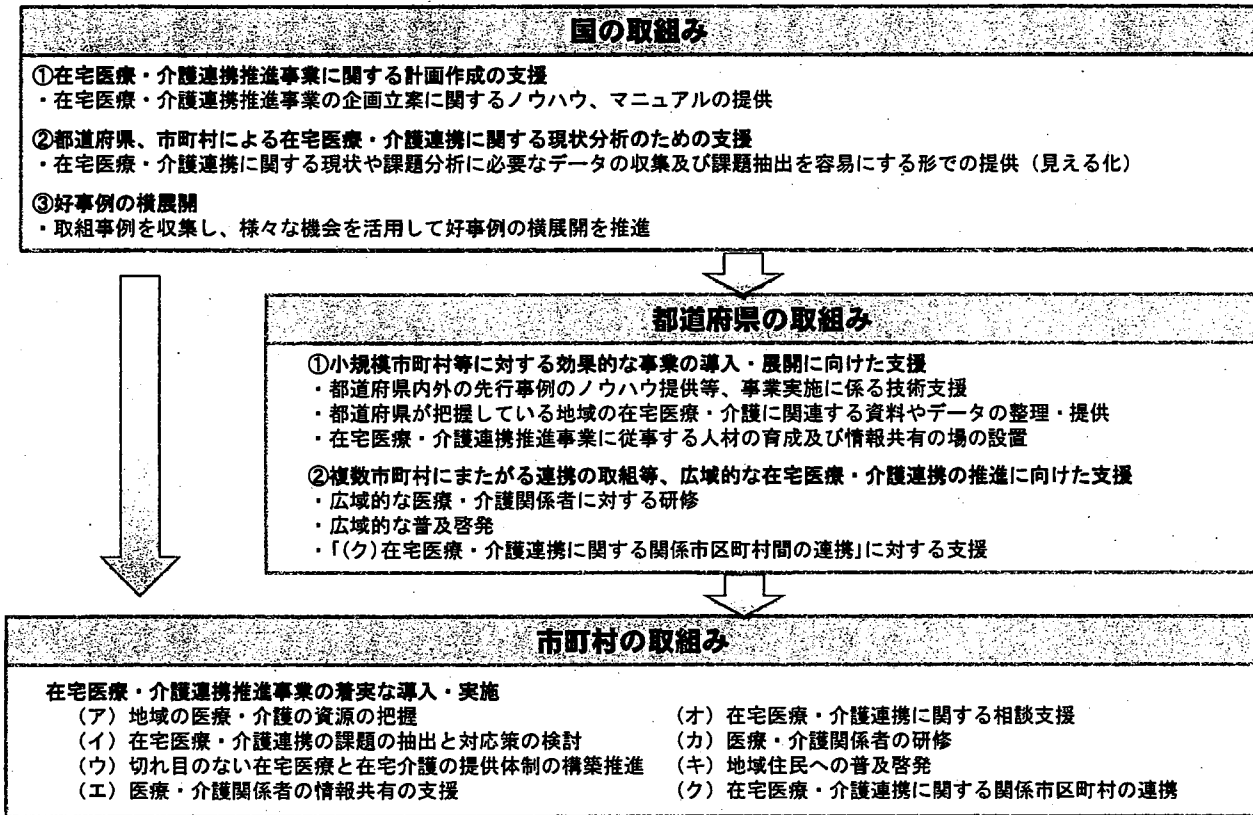 国の取組み
①在宅医療・介護連携推進事業に関する計画作成の支援
・在宅医療・介護連携推進事業の企画立案に関するノウハウ、マニュアルの提供
②都道府県、市町村による在宅医療・介護連携に関する現状分析のための支援
・在宅医療・介護連携に関する現状や課題分析に必要なデータの収集及び課題抽出を容易にする形での提供（見える化）
③好事例の横展開
・取組事例を収集し、様々な機会を活用して好事例の横展開を推進
都道府県の取組み
①小規模市町村等に対する効果的な事業の導入・展開に向けた支援
・都道府県内外の先行事例のノウハウ提供等、事業実施に係る技術支援
・都道府県が把握している地域の在宅医療・介護に関連する資料やデータの整理・提供
・在宅医療・介護連携推進事業に従事する人材の育成及び情報共有の場の設置
②複数市町村にまたがる連携の取組等、広域的な在宅医療・介護連携の推進に向けた支援
・広域的な医療・介護関係者に対する研修
・広域的な普及啓発
・「(ク)在宅医療・介護連携に関する関係市区町村間の連携」に対する支援
市町村の取組み
在宅医療・介護連携推進事業の着実な導入・実施
（ア）地域の医療・介護の資源の把握
（イ）在宅医療・介護連携の課題の抽出と対応策の検討
（ウ）切れ目のない在宅医療と在宅介護の提供体制の構築推進
（エ）医療・介護関係者の情報共有の支援
（オ）在宅医療・介護連携に関する相談支援
（カ）医療・介護関係者の研修
（キ）地域住民への普及啓発
（ク）在宅医療・介護連携に関する関係市区町村の連携